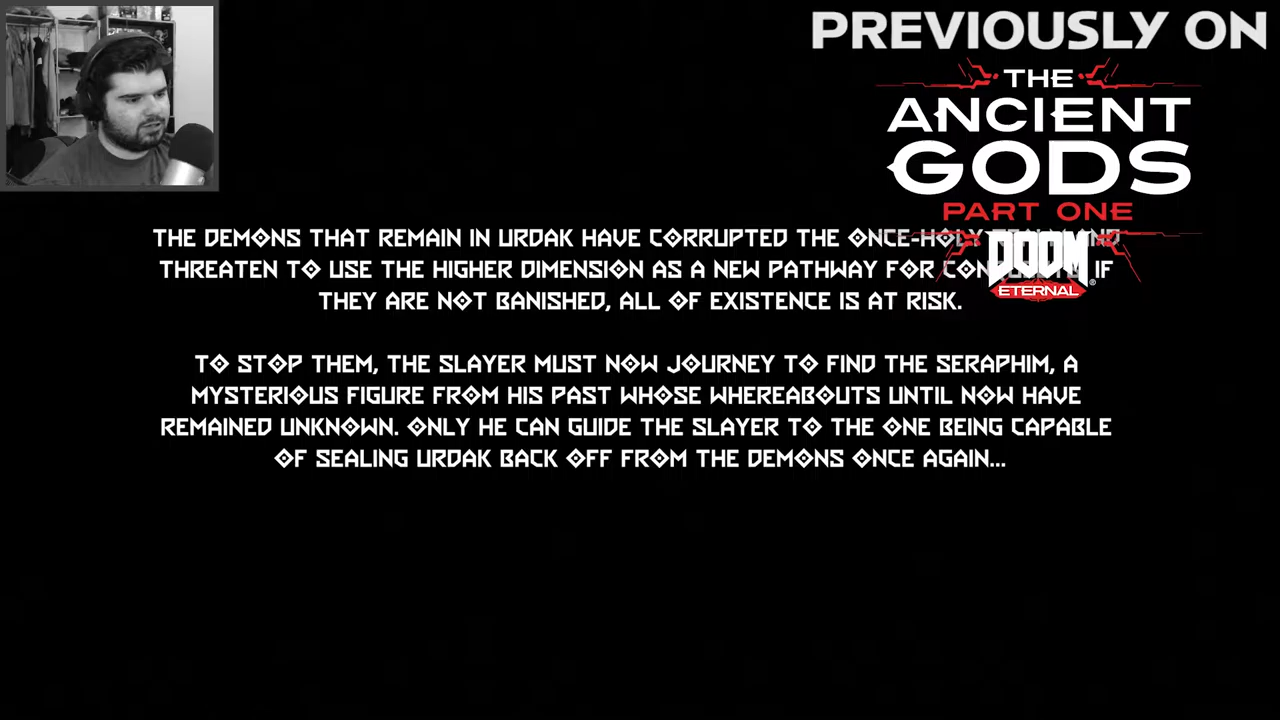 PREVIOUSLY ON
THE
ANCIENT
GODS
PART ONE
DOOM
ETERNAL
THE DEMONS THAT REMAIN IN URDAK HAVE CORRUPTED THE ONCE-HOLY AND
THREATEN TO USE THE HIGHER DIMENSION AS A NEW PATHWAY FOR IF
THEY ARE NOT BANISHED, ALL OF EXISTENCE IS AT RISK.
TO STOP THEM, THE SLAYER MUST NOW JOURNEY TO FIND THE SERAPHIM, A
MYSTERIOUS FIGURE FROM HIS PAST WHOSE WHEREABOUTS UNTIL NOW HAVE
REMAINED UNKNOWN. ONLY HE CAN GUIDE THE SLAYER TO THE ONE BEING CAPABLE
OF SEALING URDAK BACK OFF FROM THE DEMONS ONCE AGAIN...